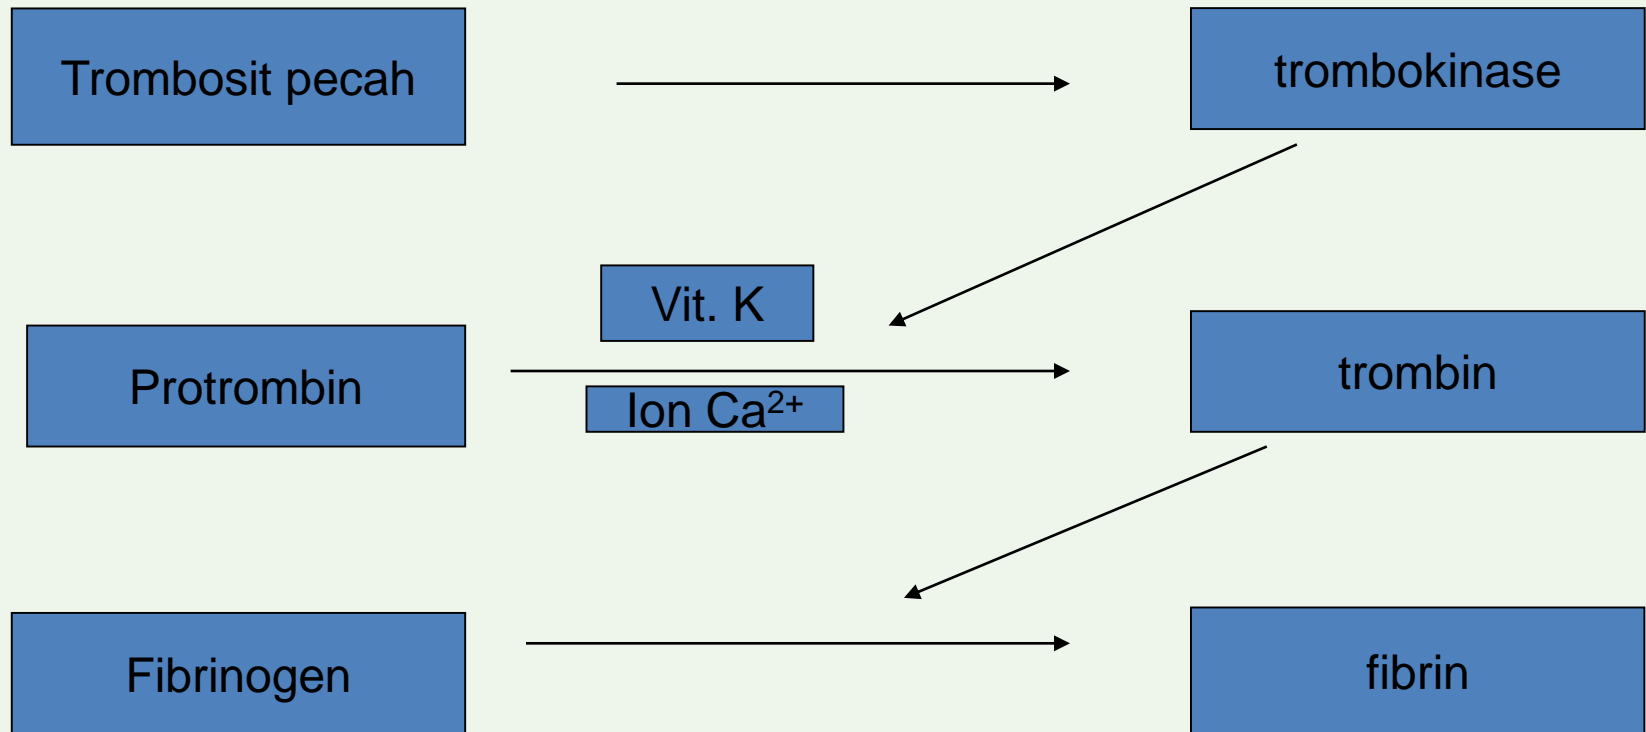 Trombosit pecah
trombokinase
Vit. K
Protrombin
Ion Ca²⁺
trombin
Fibrinogen
fibrin